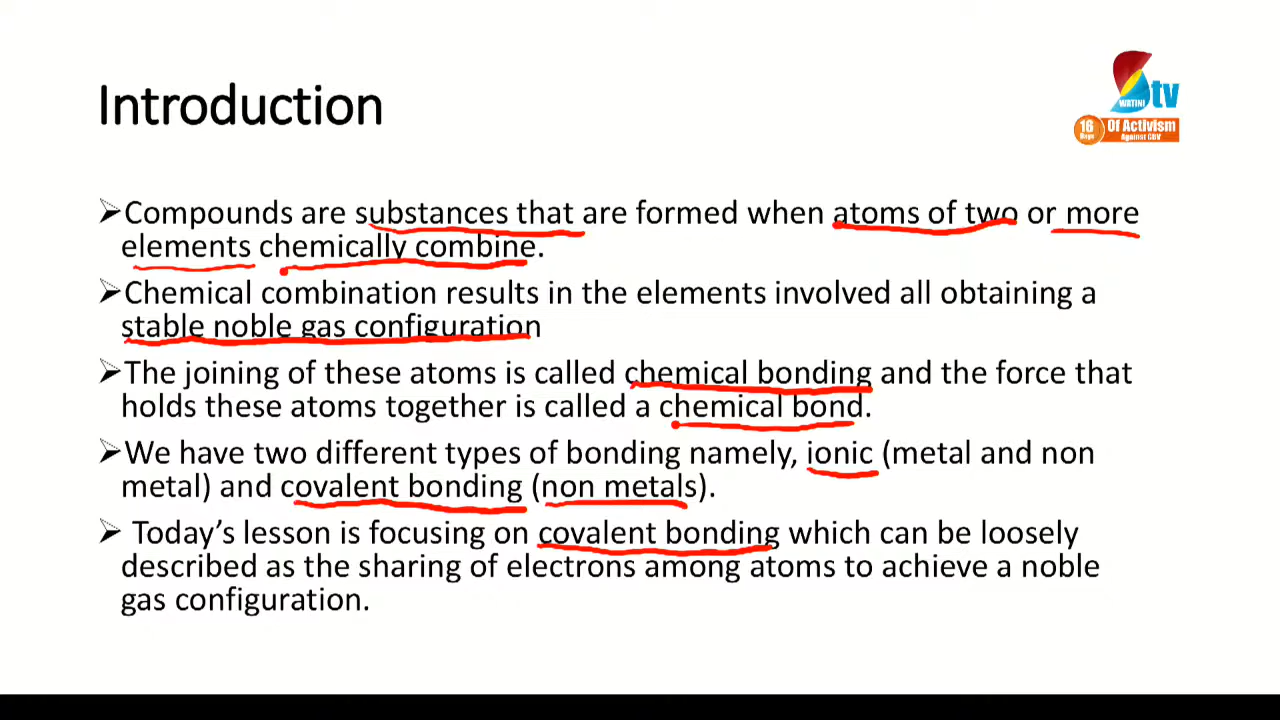 Introduction
WATINI tv
16 Days Of Activism Against GBV
➢Compounds are substances that are formed when atoms of two or more
elements chemically combine.
➢Chemical combination results in the elements involved all obtaining a
stable noble gas configuration
➢The joining of these atoms is called chemical bonding and the force that
holds these atoms together is called a chemical bond.
➢We have two different types of bonding namely, ionic (metal and non
metal) and covalent bonding (non metals).
➢ Today’s lesson is focusing on covalent bonding which can be loosely
described as the sharing of electrons among atoms to achieve a noble
gas configuration.